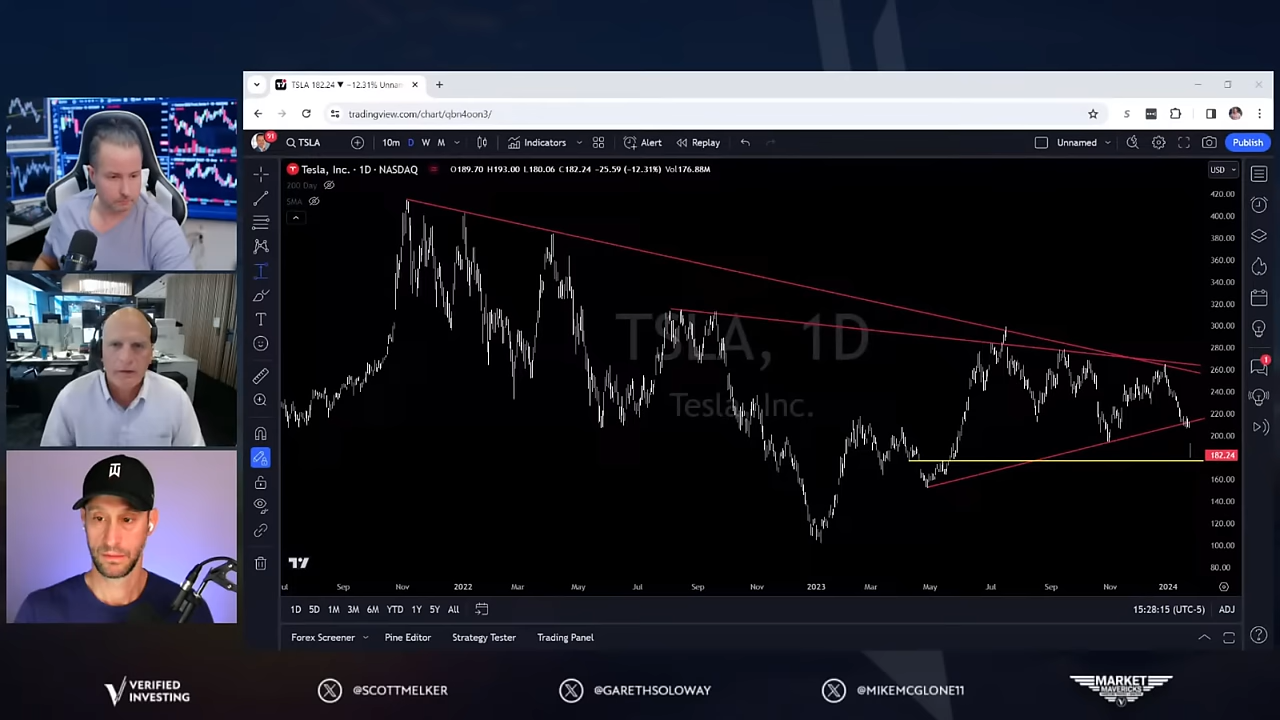 TSLA 182.24 ▼ −12.31% Unnan
tradingview.com/chart/qbn4oon3/
91
TSLA
10m D W M
Indicators
Alert
Replay
Unnamed
Publish
Tesla, Inc. · 1D · NASDAQ O189.70 H193.00 L180.06 C182.24 −25.59 (−12.31%) Vol176.88M
200 Day
SMA
USD
420.00
400.00
380.00
360.00
340.00
320.00
300.00
280.00
260.00
240.00
220.00
200.00
182.24
160.00
140.00
120.00
100.00
80.00
TSLA, 1D
Tesla, Inc.
1
ul Sep Nov 2022 Mar May Jul Sep Nov 2023 Mar May Jul Sep Nov 2024
1D 5D 1M 3M 6M YTD 1Y 5Y All
15:28:15 (UTC-5) ADJ
Forex Screener Pine Editor Strategy Tester Trading Panel
VERIFIED
INVESTING
@SCOTTMELKER
@GARETHSOLOWAY
@MIKEMCGLONE11
MARKET
MAVERICKS